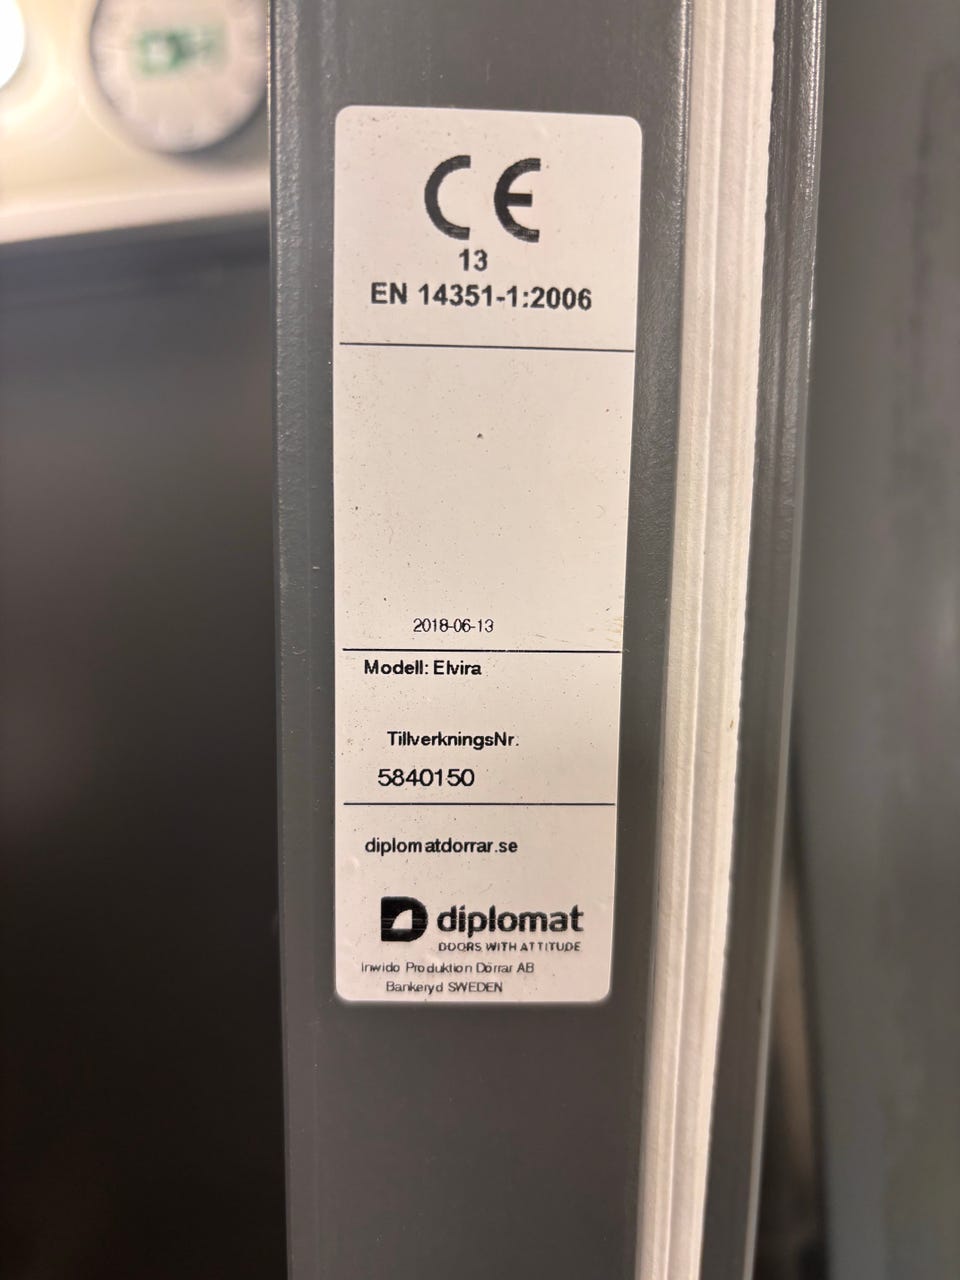 CE
13
EN 14351-1:2006
2018-06-13
Modell: Elvira
TillverkningsNr.
5840150
diplomatdorrar.se
diplomat
DOORS WITH ATTITUDE
Inwido Produktion Dörrar AB
Bankeryd SWEDEN